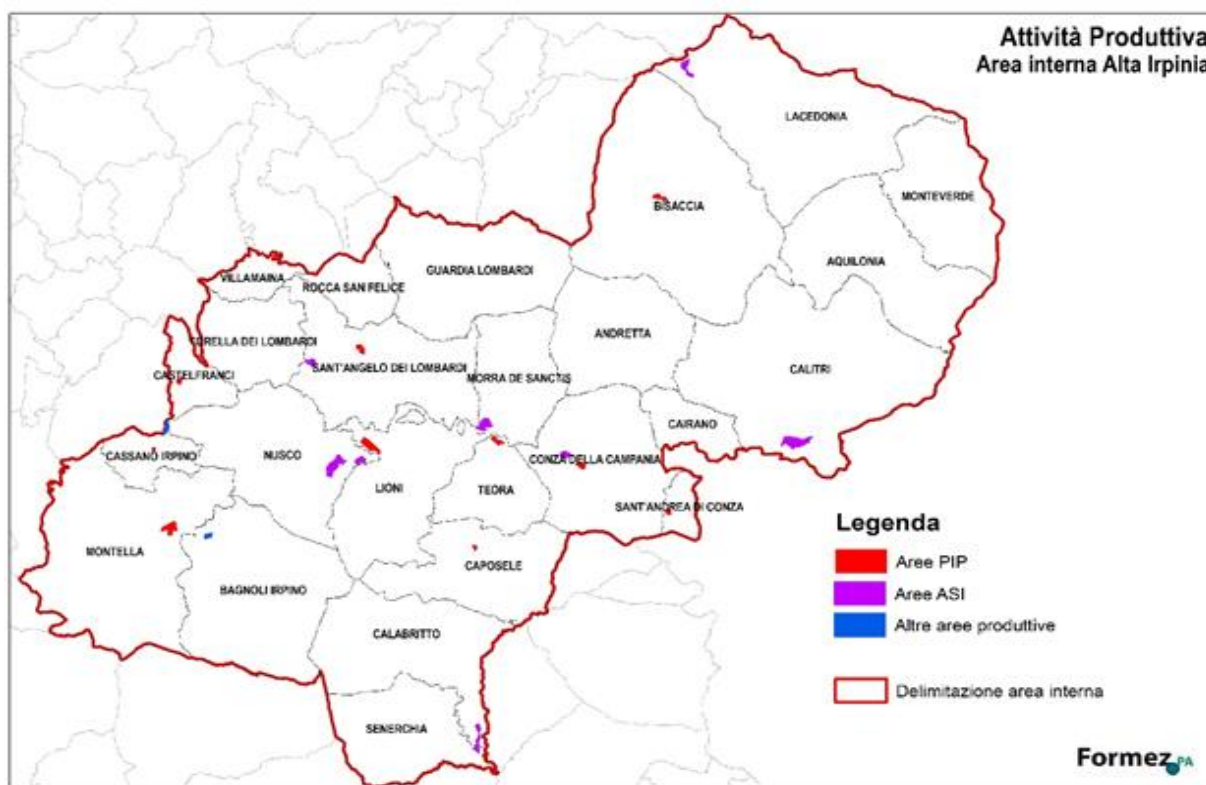 Attività Produttiva
Area interna Alta Irpinia
LACEDONIA
MONTEVERDE
BISACCIA
AQUILONIA
GUARDIA LOMBARDI
VILLAMAINA
ROCCA SAN FELICE
ANDRETTA
TORELLA DEI LOMBARDI
SANT'ANGELO DEI LOMBARDI
CALITRI
CASTELFRANCI
MORRA DE SANCTIS
CAIRANO
CASSANO IRPINO
NUSCO
CONZA DELLA CAMPANIA
LIONI
TEORA
SANT'ANDREA DI CONZA
MONTELLA
CAPOSELE
BAGNOLI IRPINO
CALABRITTO
SENERCHIA
Legenda
Aree PIP
Aree ASI
Altre aree produttive
Delimitazione area interna
Formez PA